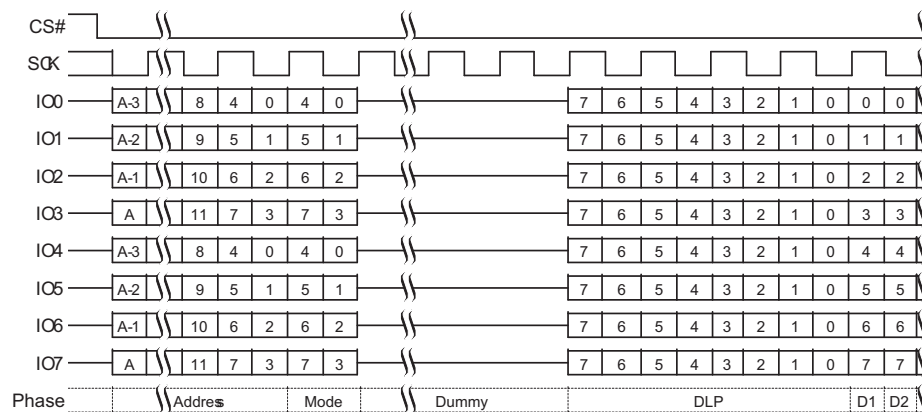 CS#
SCK
IO0 A-3 8 4 0 4 0 7 6 5 4 3 2 1 0 0 0
IO1 A-2 9 5 1 5 1 7 6 5 4 3 2 1 0 1 1
IO2 A-1 10 6 2 6 2 7 6 5 4 3 2 1 0 2 2
IO3 A 11 7 3 7 3 7 6 5 4 3 2 1 0 3 3
IO4 A-3 8 4 0 4 0 7 6 5 4 3 2 1 0 4 4
IO5 A-2 9 5 1 5 1 7 6 5 4 3 2 1 0 5 5
IO6 A-1 10 6 2 6 2 7 6 5 4 3 2 1 0 6 6
IO7 A 11 7 3 7 3 7 6 5 4 3 2 1 0 7 7
Phase Address Mode Dummy DLP D1 D2